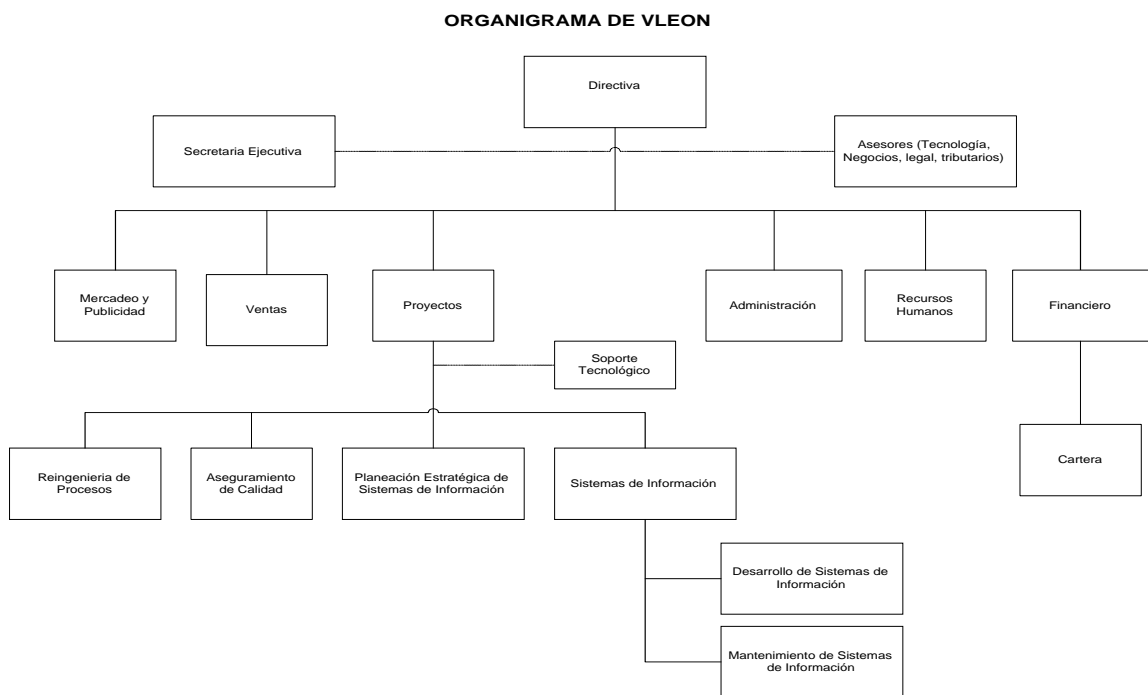 ORGANIGRAMA DE VLEON
Directiva
Secretaria Ejecutiva
Asesores (Tecnología,
Negocios, legal, tributarios)
Mercadeo y
Publicidad
Ventas
Proyectos
Administración
Recursos
Humanos
Financiero
Soporte
Tecnológico
Reingenieria de
Procesos
Aseguramiento
de Calidad
Planeación Estratégica de
Sistemas de Información
Sistemas de Información
Cartera
Desarrollo de Sistemas de
Información
Mantenimiento de Sistemas
de Información